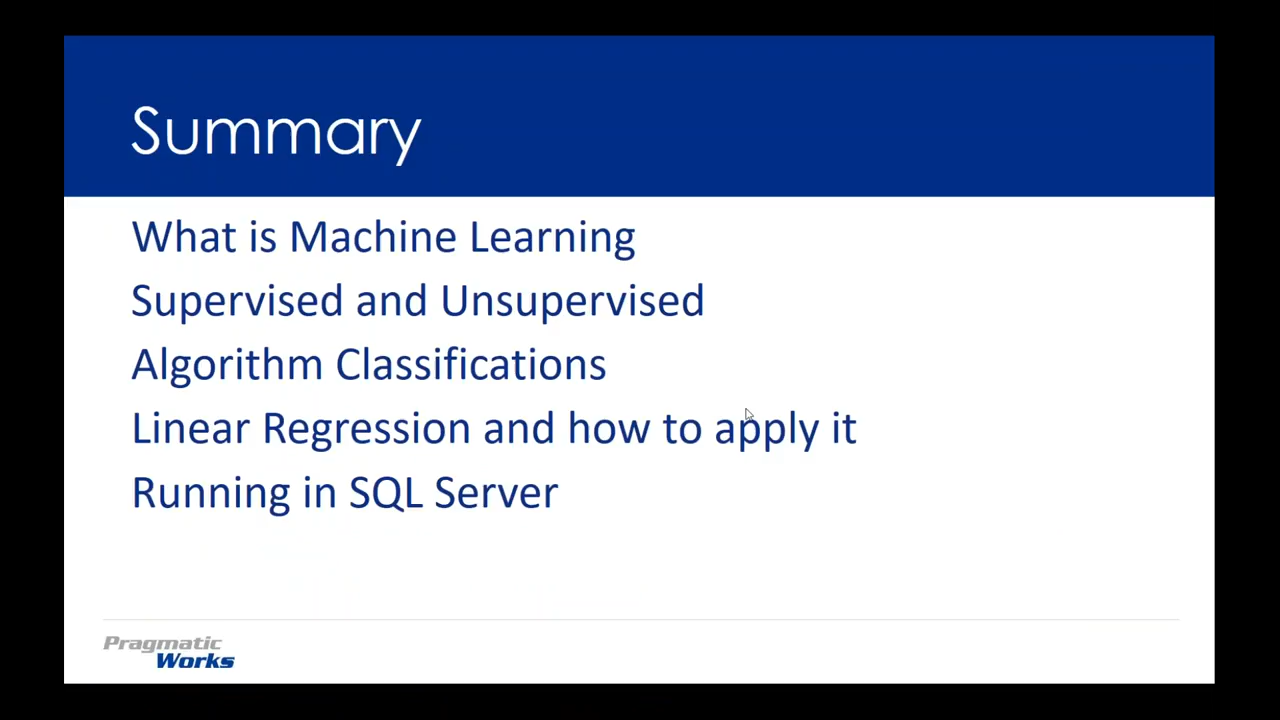 Summary
What is Machine Learning
Supervised and Unsupervised
Algorithm Classifications
Linear Regression and how to apply it
Running in SQL Server
Pragmatic
Works